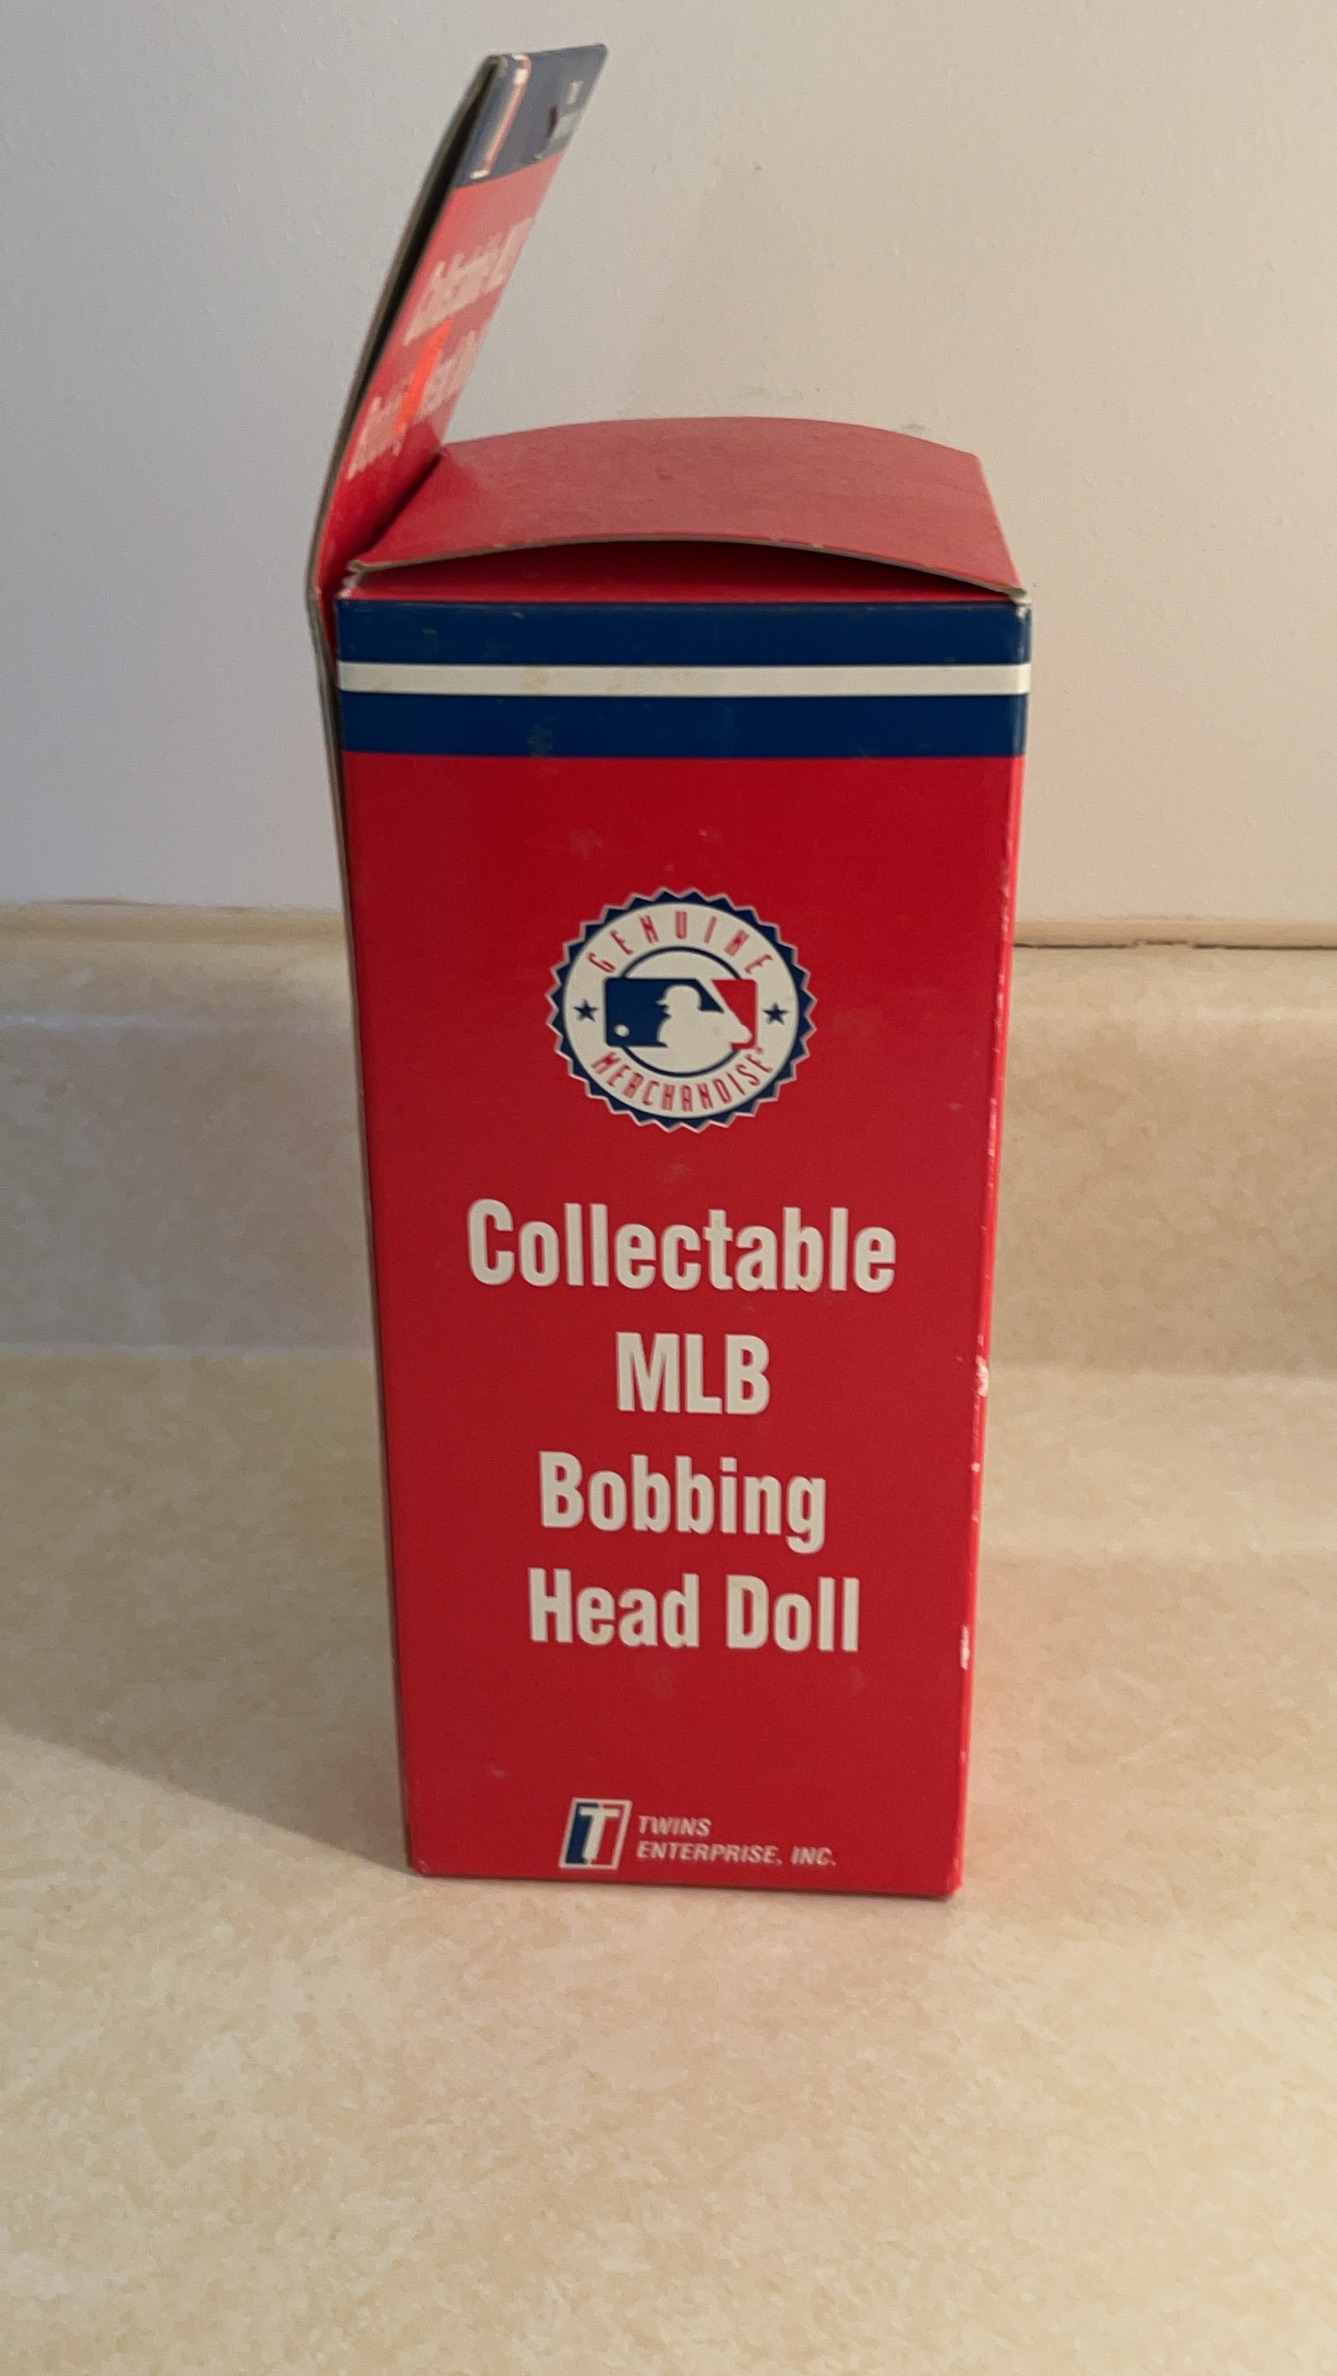 GENUINE
MERCHANDISE
Collectable
MLB
Bobbing
Head Doll
T TWINS
ENTERPRISE, INC.